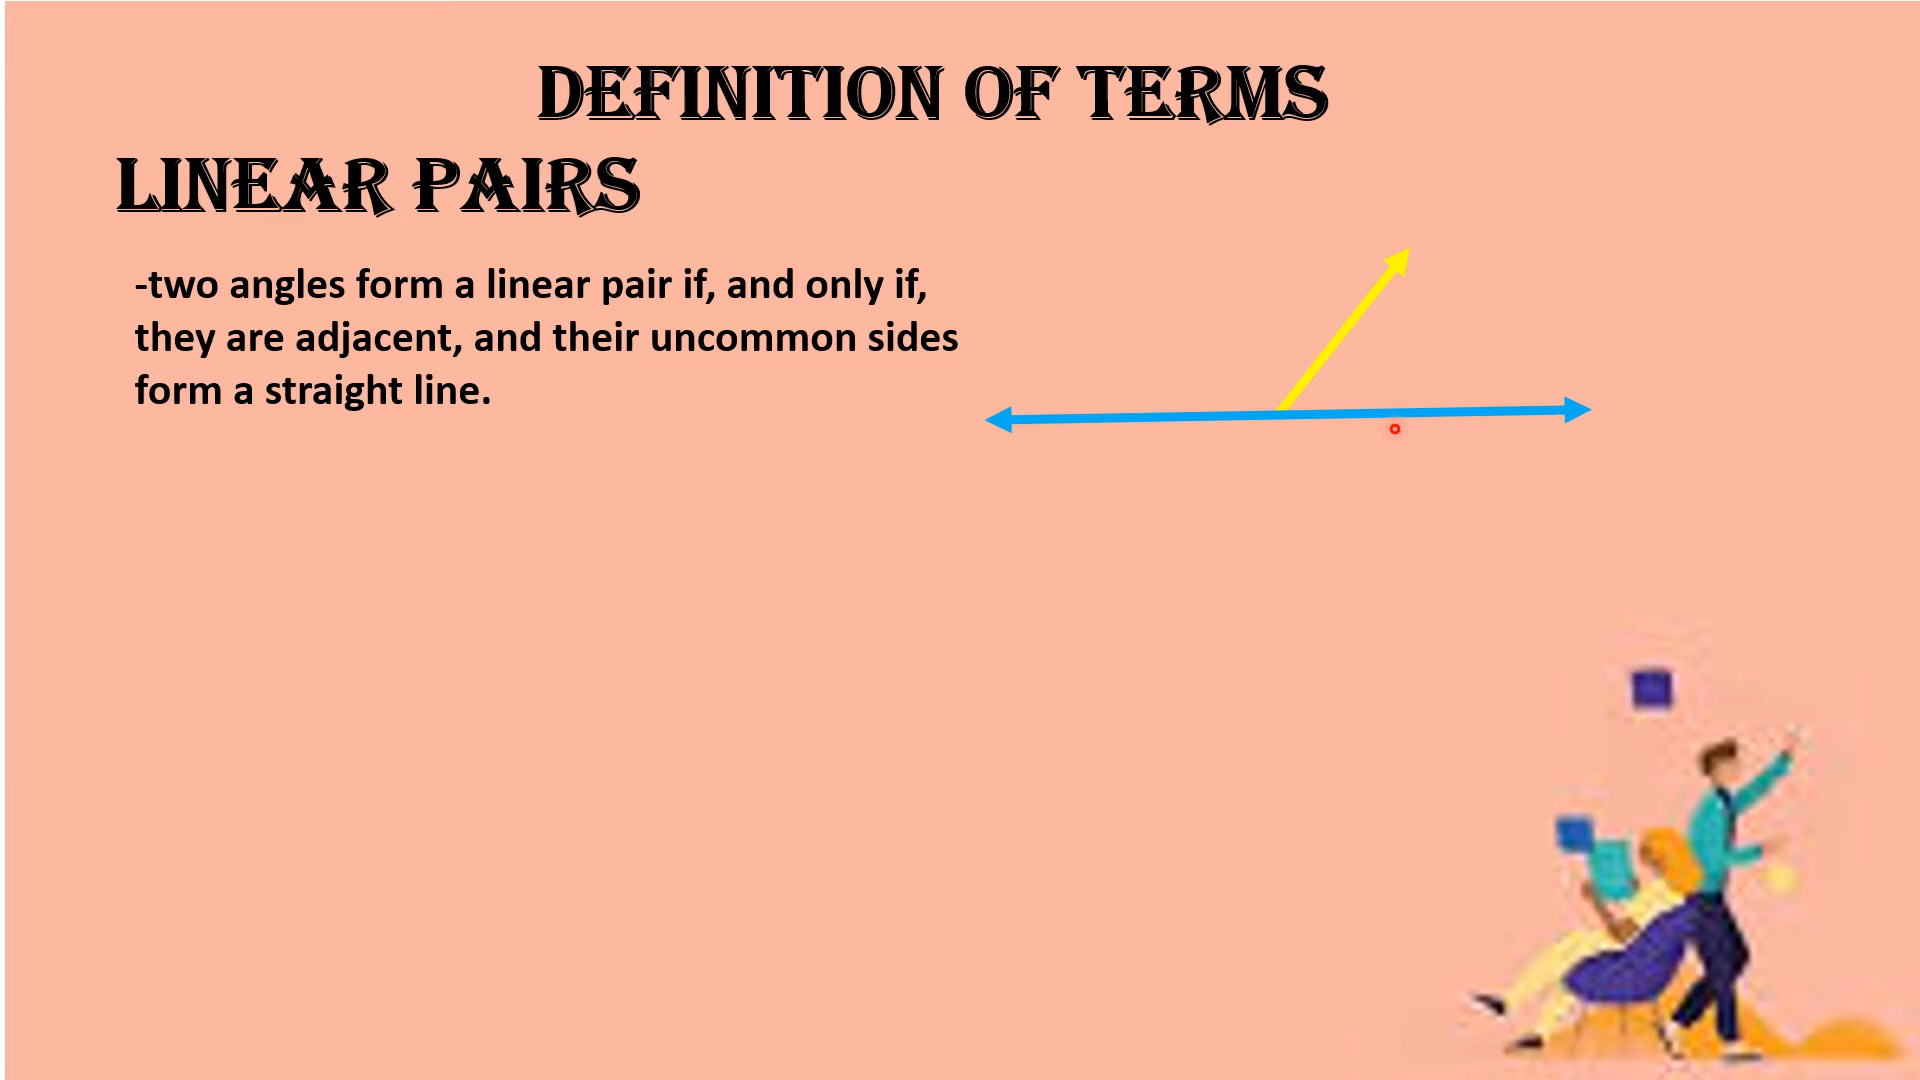 DEFINITION OF TERMS
LINEAR PAIRS
-two angles form a linear pair if, and only if,
they are adjacent, and their uncommon sides
form a straight line.